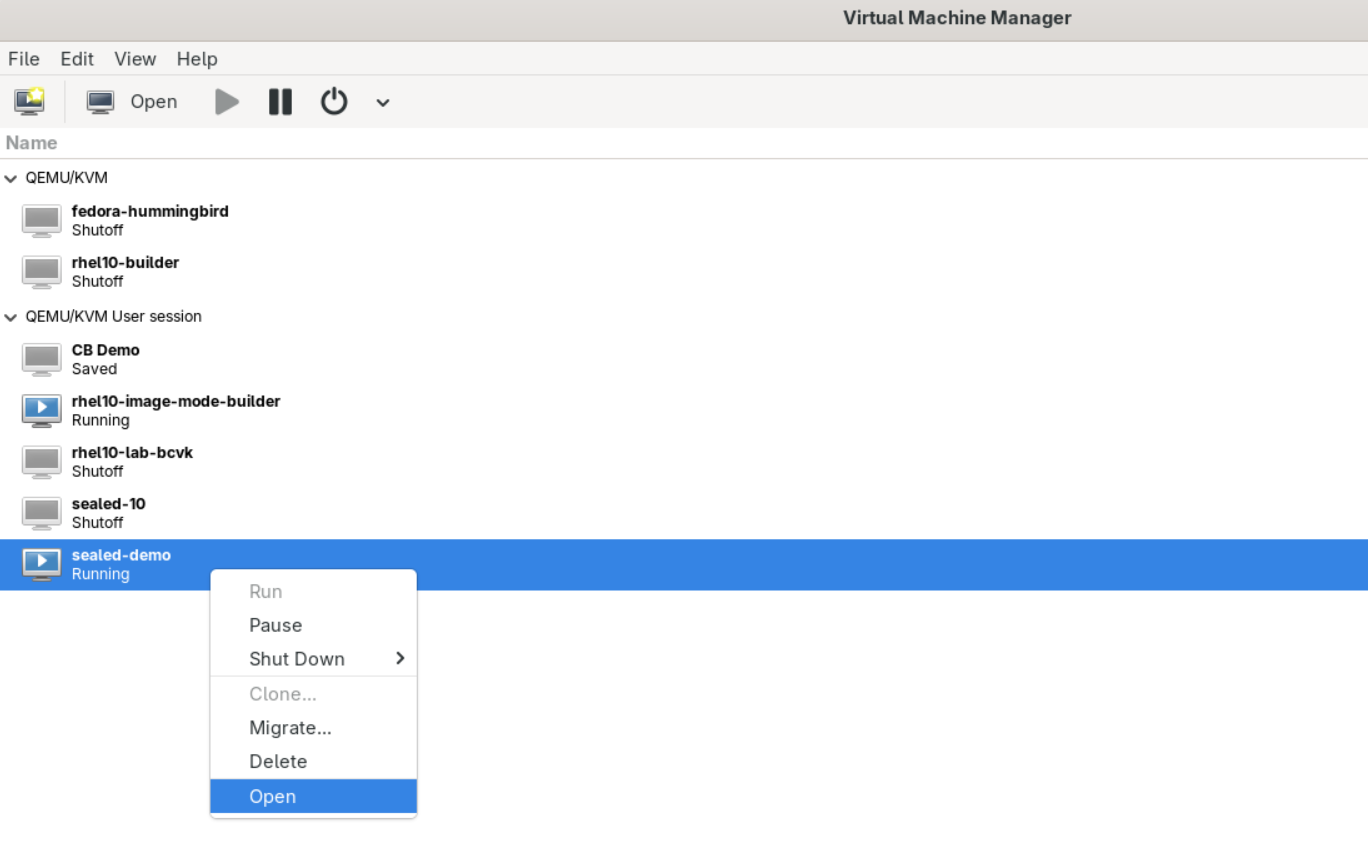 Virtual Machine Manager
File Edit View Help
Open
Name
QEMU/KVM
fedora-hummingbird
Shutoff
rhel10-builder
Shutoff
QEMU/KVM User session
CB Demo
Saved
rhel10-image-mode-builder
Running
rhel10-lab-bcvk
Shutoff
sealed-10
Shutoff
sealed-demo
Running
Run
Pause
Shut Down
Clone...
Migrate...
Delete
Open